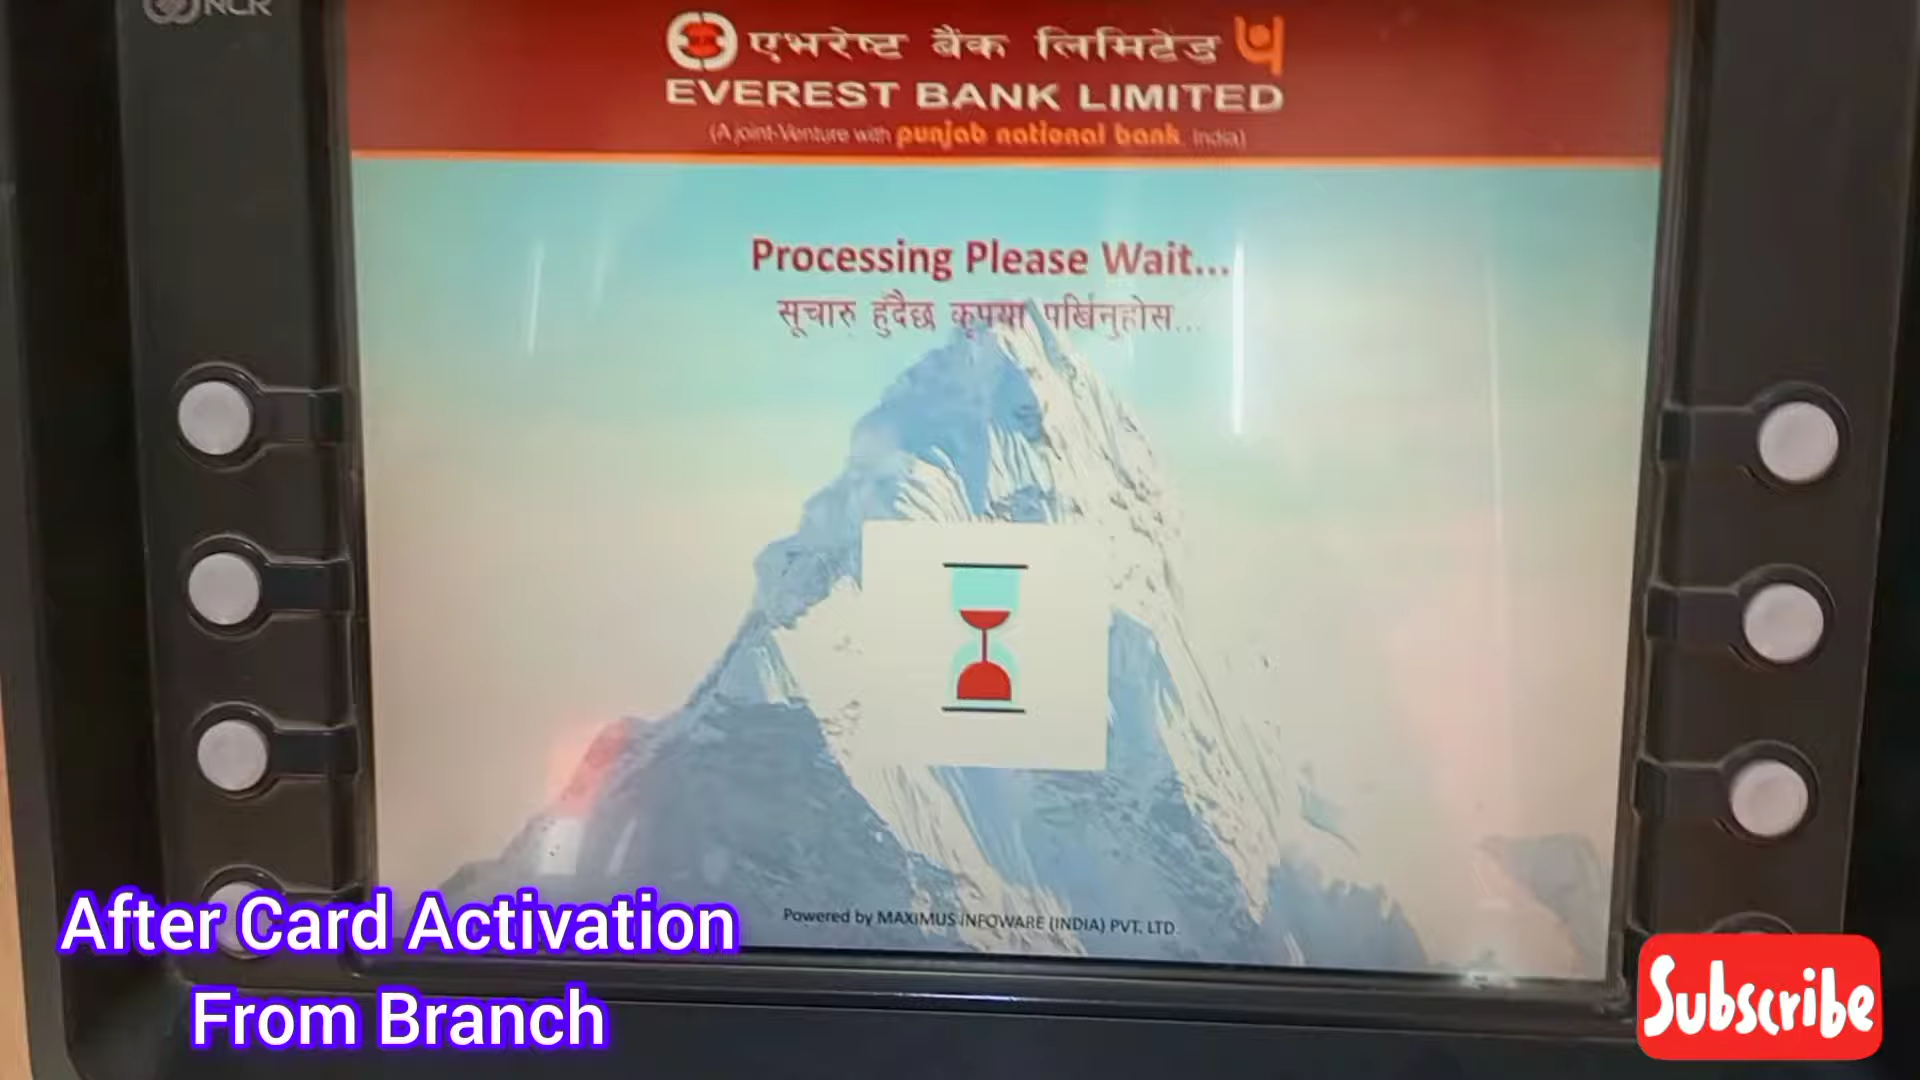 NCR
एभरेष्ट बैंक लिमिटेड
EVEREST BANK LIMITED
(A joint-Venture with punjab national bank, India)
Processing Please Wait...
सूचारु हुँदैछ कृपया पर्खिनुहोस...
Powered by MAXIMUS INFOWARE (INDIA) PVT. LTD.
After Card Activation
From Branch
Subscribe